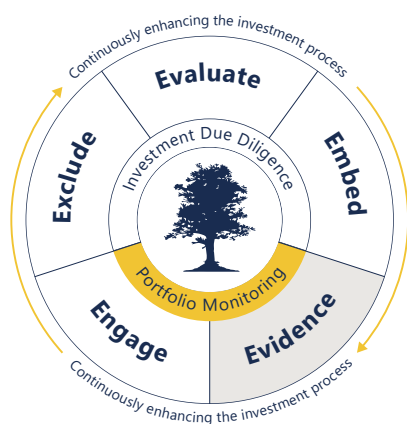 Continuously enhancing the investment process
Evaluate
Exclude
Investment Due Diligence
Embed
Portfolio Monitoring
Engage
Evidence
Continuously enhancing the investment process